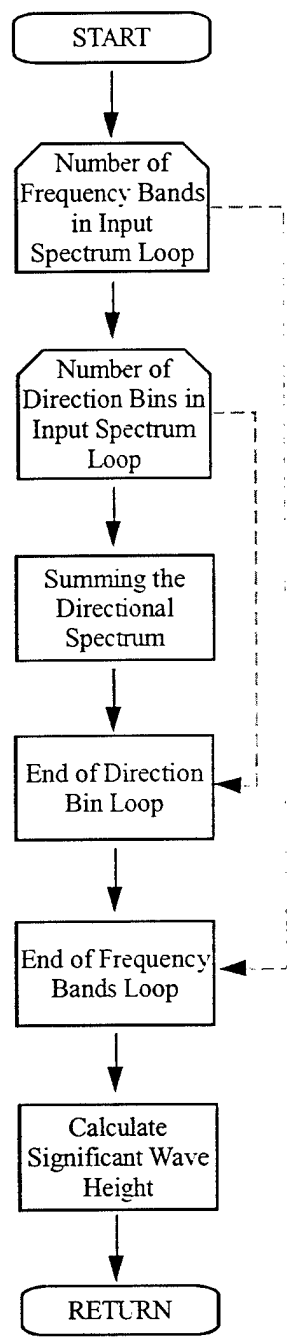 START
Number of
Frequency Bands
in Input
Spectrum Loop
Number of
Direction Bins in
Input Spectrum
Loop
Summing the
Directional
Spectrum
End of Direction
Bin Loop
End of Frequency
Bands Loop
Calculate
Significant Wave
Height
RETURN